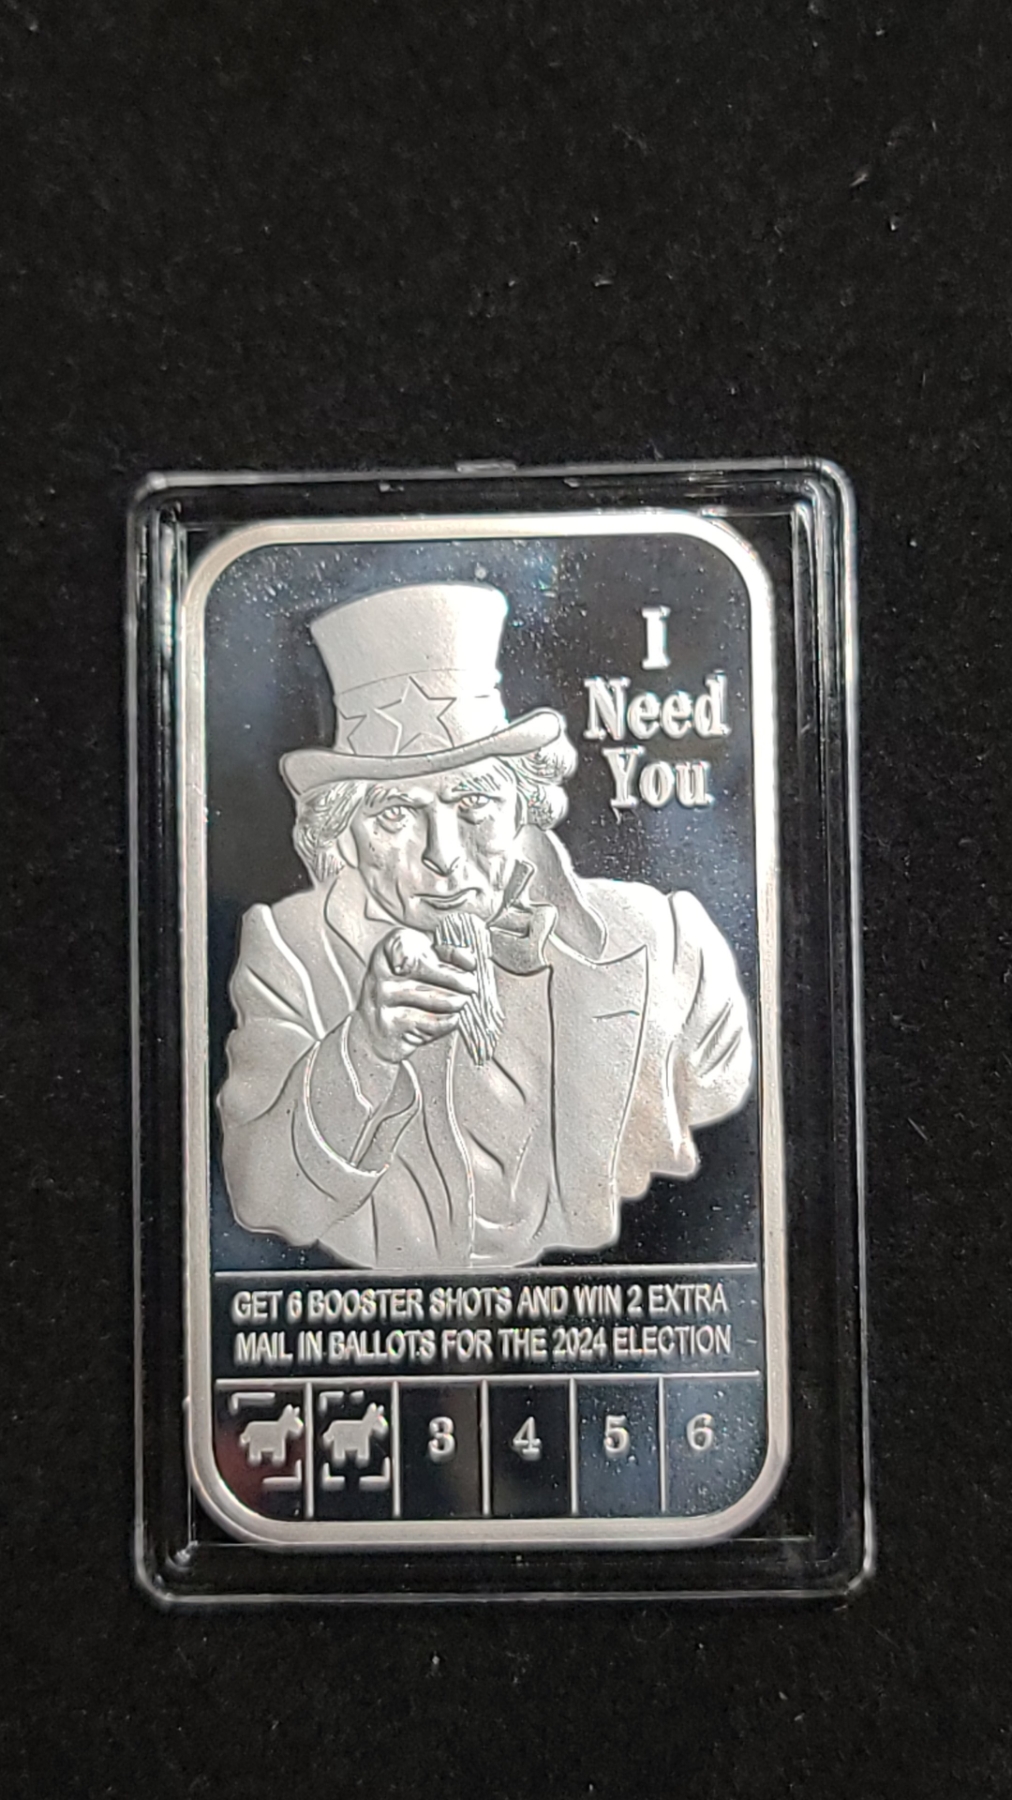 I
Need
You
GET 6 BOOSTER SHOTS AND WIN 2 EXTRA
MAIL IN BALLOTS FOR THE 2024 ELECTION
3 4 5 6